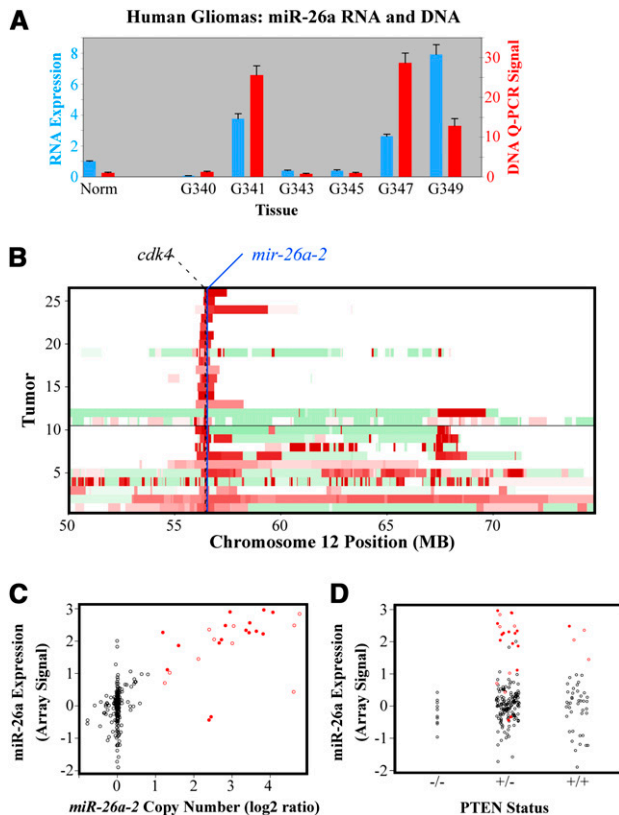 A
Human Gliomas: miR-26a RNA and DNA
RNA Expression
8
6
4
2
0
DNA Q-PCR Signal
30
20
10
0
Norm G340 G341 G343 G345 G347 G349
Tissue
B
cdk4 mir-26a-2
Tumor
25
20
15
10
5
50 55 60 65 70
Chromosome 12 Position (MB)
C
miR-26a Expression
(Array Signal)
3
2
1
0
-1
-2
0 1 2 3 4
miR-26a-2 Copy Number (log2 ratio)
D
miR-26a Expression
(Array Signal)
3
2
1
0
-1
-2
-/- +/- +/+
PTEN Status